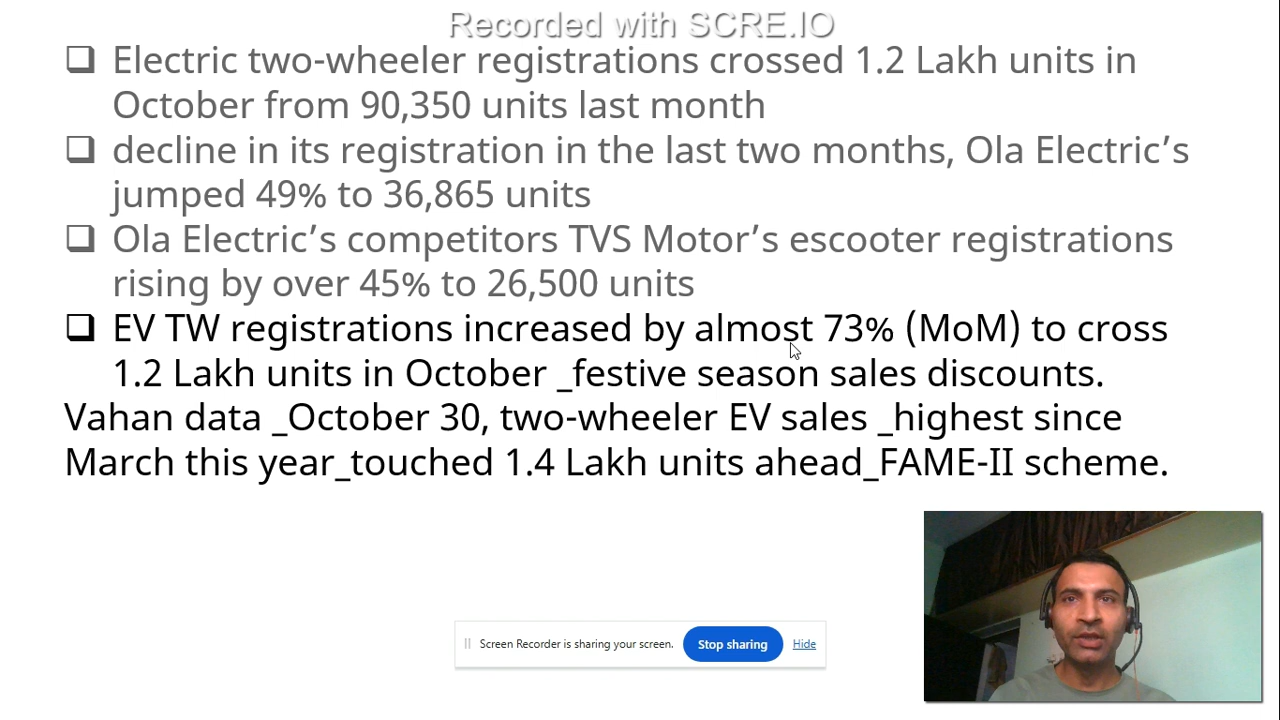 Recorded with SCRE.IO
❑ Electric two-wheeler registrations crossed 1.2 Lakh units in
October from 90,350 units last month
❑ decline in its registration in the last two months, Ola Electric’s
jumped 49% to 36,865 units
❑ Ola Electric’s competitors TVS Motor’s escooter registrations
rising by over 45% to 26,500 units
❑ EV TW registrations increased by almost 73% (MoM) to cross
1.2 Lakh units in October _festive season sales discounts.
Vahan data _October 30, two-wheeler EV sales _highest since
March this year_touched 1.4 Lakh units ahead_FAME-II scheme.
Screen Recorder is sharing your screen. Stop sharing Hide